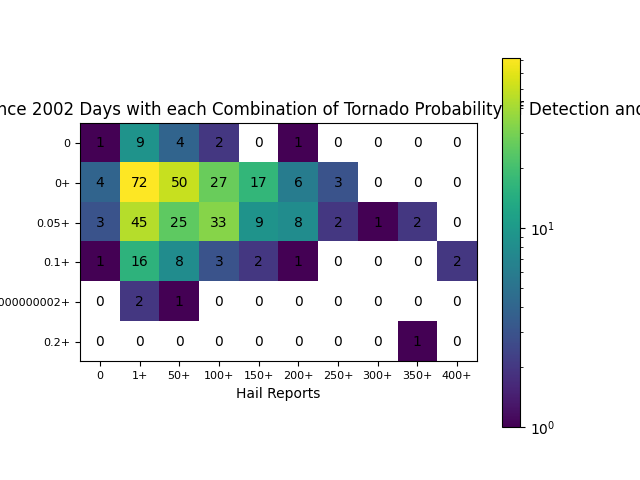 nce 2002 Days with each Combination of Tornado Probability of Detection and
0 1 9 4 2 0 1 0 0 0 0
0+ 4 72 50 27 17 6 3 0 0 0
0.05+ 3 45 25 33 9 8 2 1 2 0
0.1+ 1 16 8 3 2 1 0 0 0 2
000000002+ 0 2 1 0 0 0 0 0 0 0
0.2+ 0 0 0 0 0 0 0 0 1 0
0 1+ 50+ 100+ 150+ 200+ 250+ 300+ 350+ 400+
Hail Reports
10^1
10^0